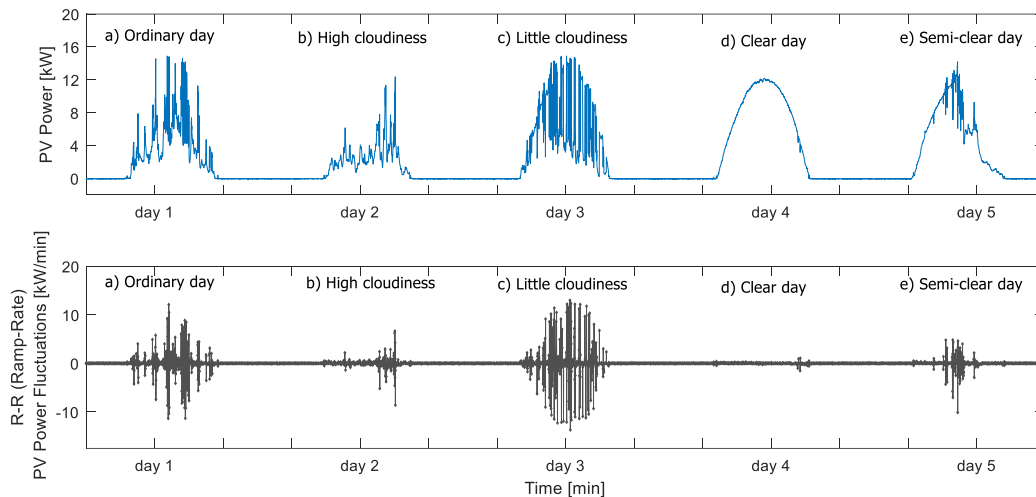 20
16
12
8
4
0
PV Power [kW]
a) Ordinary day
b) High cloudiness
c) Little cloudiness
d) Clear day
e) Semi-clear day
day 1
day 2
day 3
day 4
day 5
20
10
0
-10
R-R (Ramp-Rate)
PV Power Fluctuations [kW/min]
a) Ordinary day
b) High cloudiness
c) Little cloudiness
d) Clear day
e) Semi-clear day
day 1
day 2
day 3
day 4
day 5
Time [min]